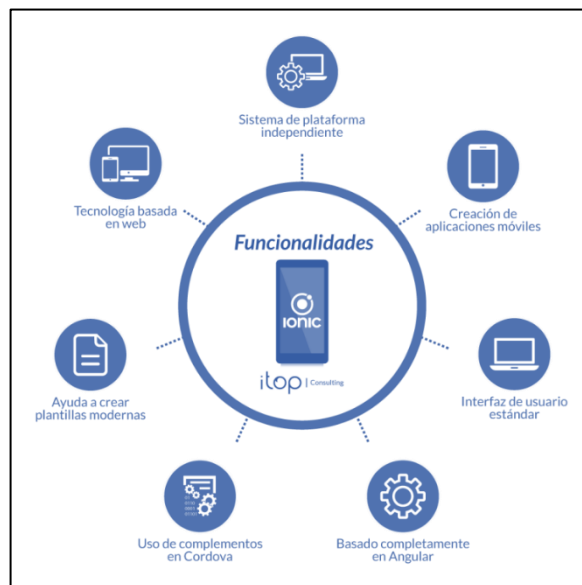 Sistema de plataforma
independiente
Tecnología basada
en web
Creación de
aplicaciones móviles
Funcionalidades
IONIC
itop | Consulting
Ayuda a crear
plantillas modernas
Interfaz de usuario
estándar
Uso de complementos
en Cordova
Basado completamente
en Angular